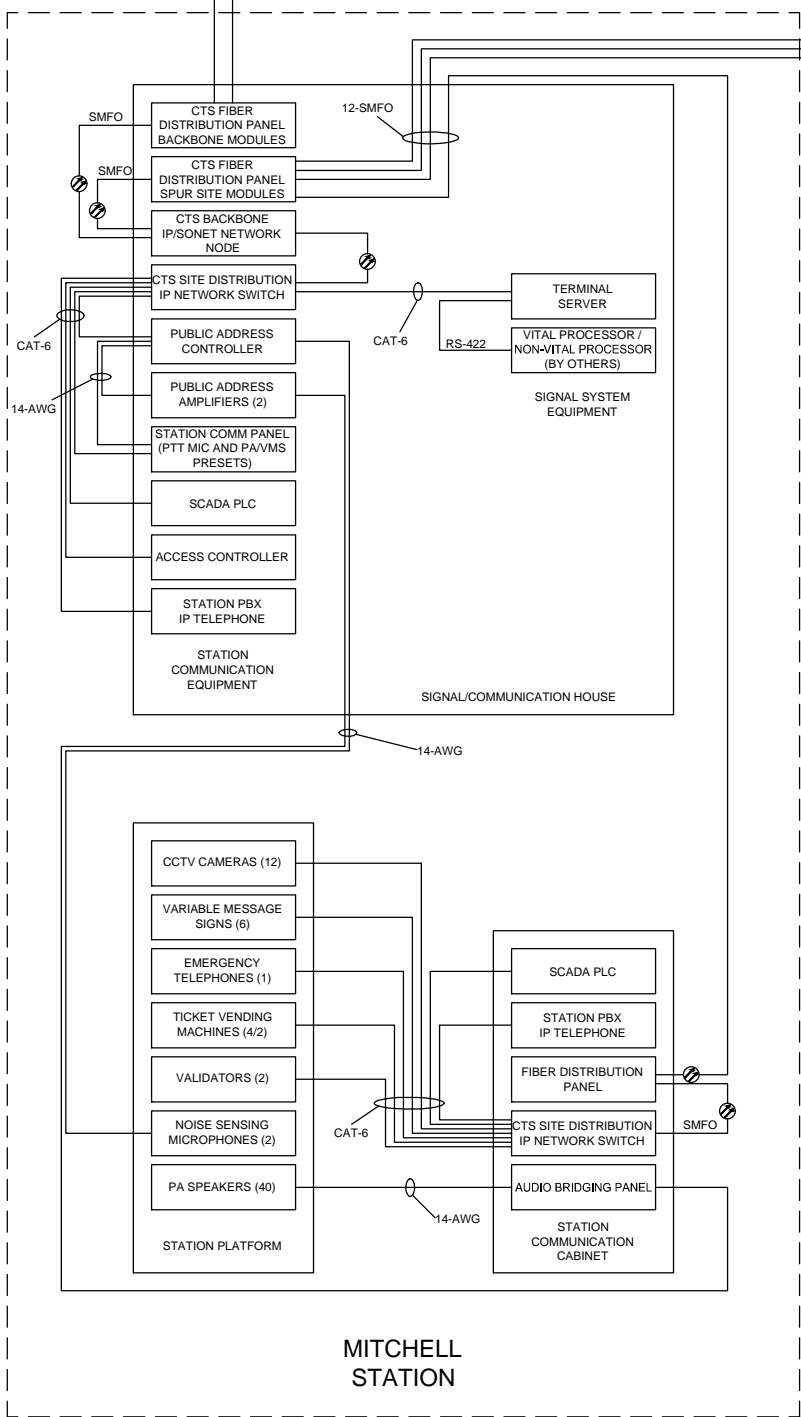 SMFO
CTS FIBER
DISTRIBUTION PANEL
BACKBONE MODULES
12-SMFO
SMFO
CTS FIBER
DISTRIBUTION PANEL
SPUR SITE MODULES
CTS BACKBONE
IP/SONET NETWORK
NODE
CTS SITE DISTRIBUTION
IP NETWORK SWITCH
TERMINAL
SERVER
CAT-6
CAT-6
PUBLIC ADDRESS
CONTROLLER
RS-422
VITAL PROCESSOR /
NON-VITAL PROCESSOR
(BY OTHERS)
14-AWG
PUBLIC ADDRESS
AMPLIFIERS (2)
SIGNAL SYSTEM
EQUIPMENT
STATION COMM PANEL
(PTT MIC AND PA/VMS
PRESETS)
SCADA PLC
ACCESS CONTROLLER
STATION PBX
IP TELEPHONE
STATION
COMMUNICATION
EQUIPMENT
SIGNAL/COMMUNICATION HOUSE
14-AWG
CCTV CAMERAS (12)
VARIABLE MESSAGE
SIGNS (6)
EMERGENCY
TELEPHONES (1)
TICKET VENDING
MACHINES (4/2)
VALIDATORS (2)
NOISE SENSING
MICROPHONES (2)
PA SPEAKERS (40)
STATION PLATFORM
CAT-6
14-AWG
SCADA PLC
STATION PBX
IP TELEPHONE
FIBER DISTRIBUTION
PANEL
CTS SITE DISTRIBUTION
IP NETWORK SWITCH
SMFO
AUDIO BRIDGING PANEL
STATION
COMMUNICATION
CABINET
MITCHELL
STATION